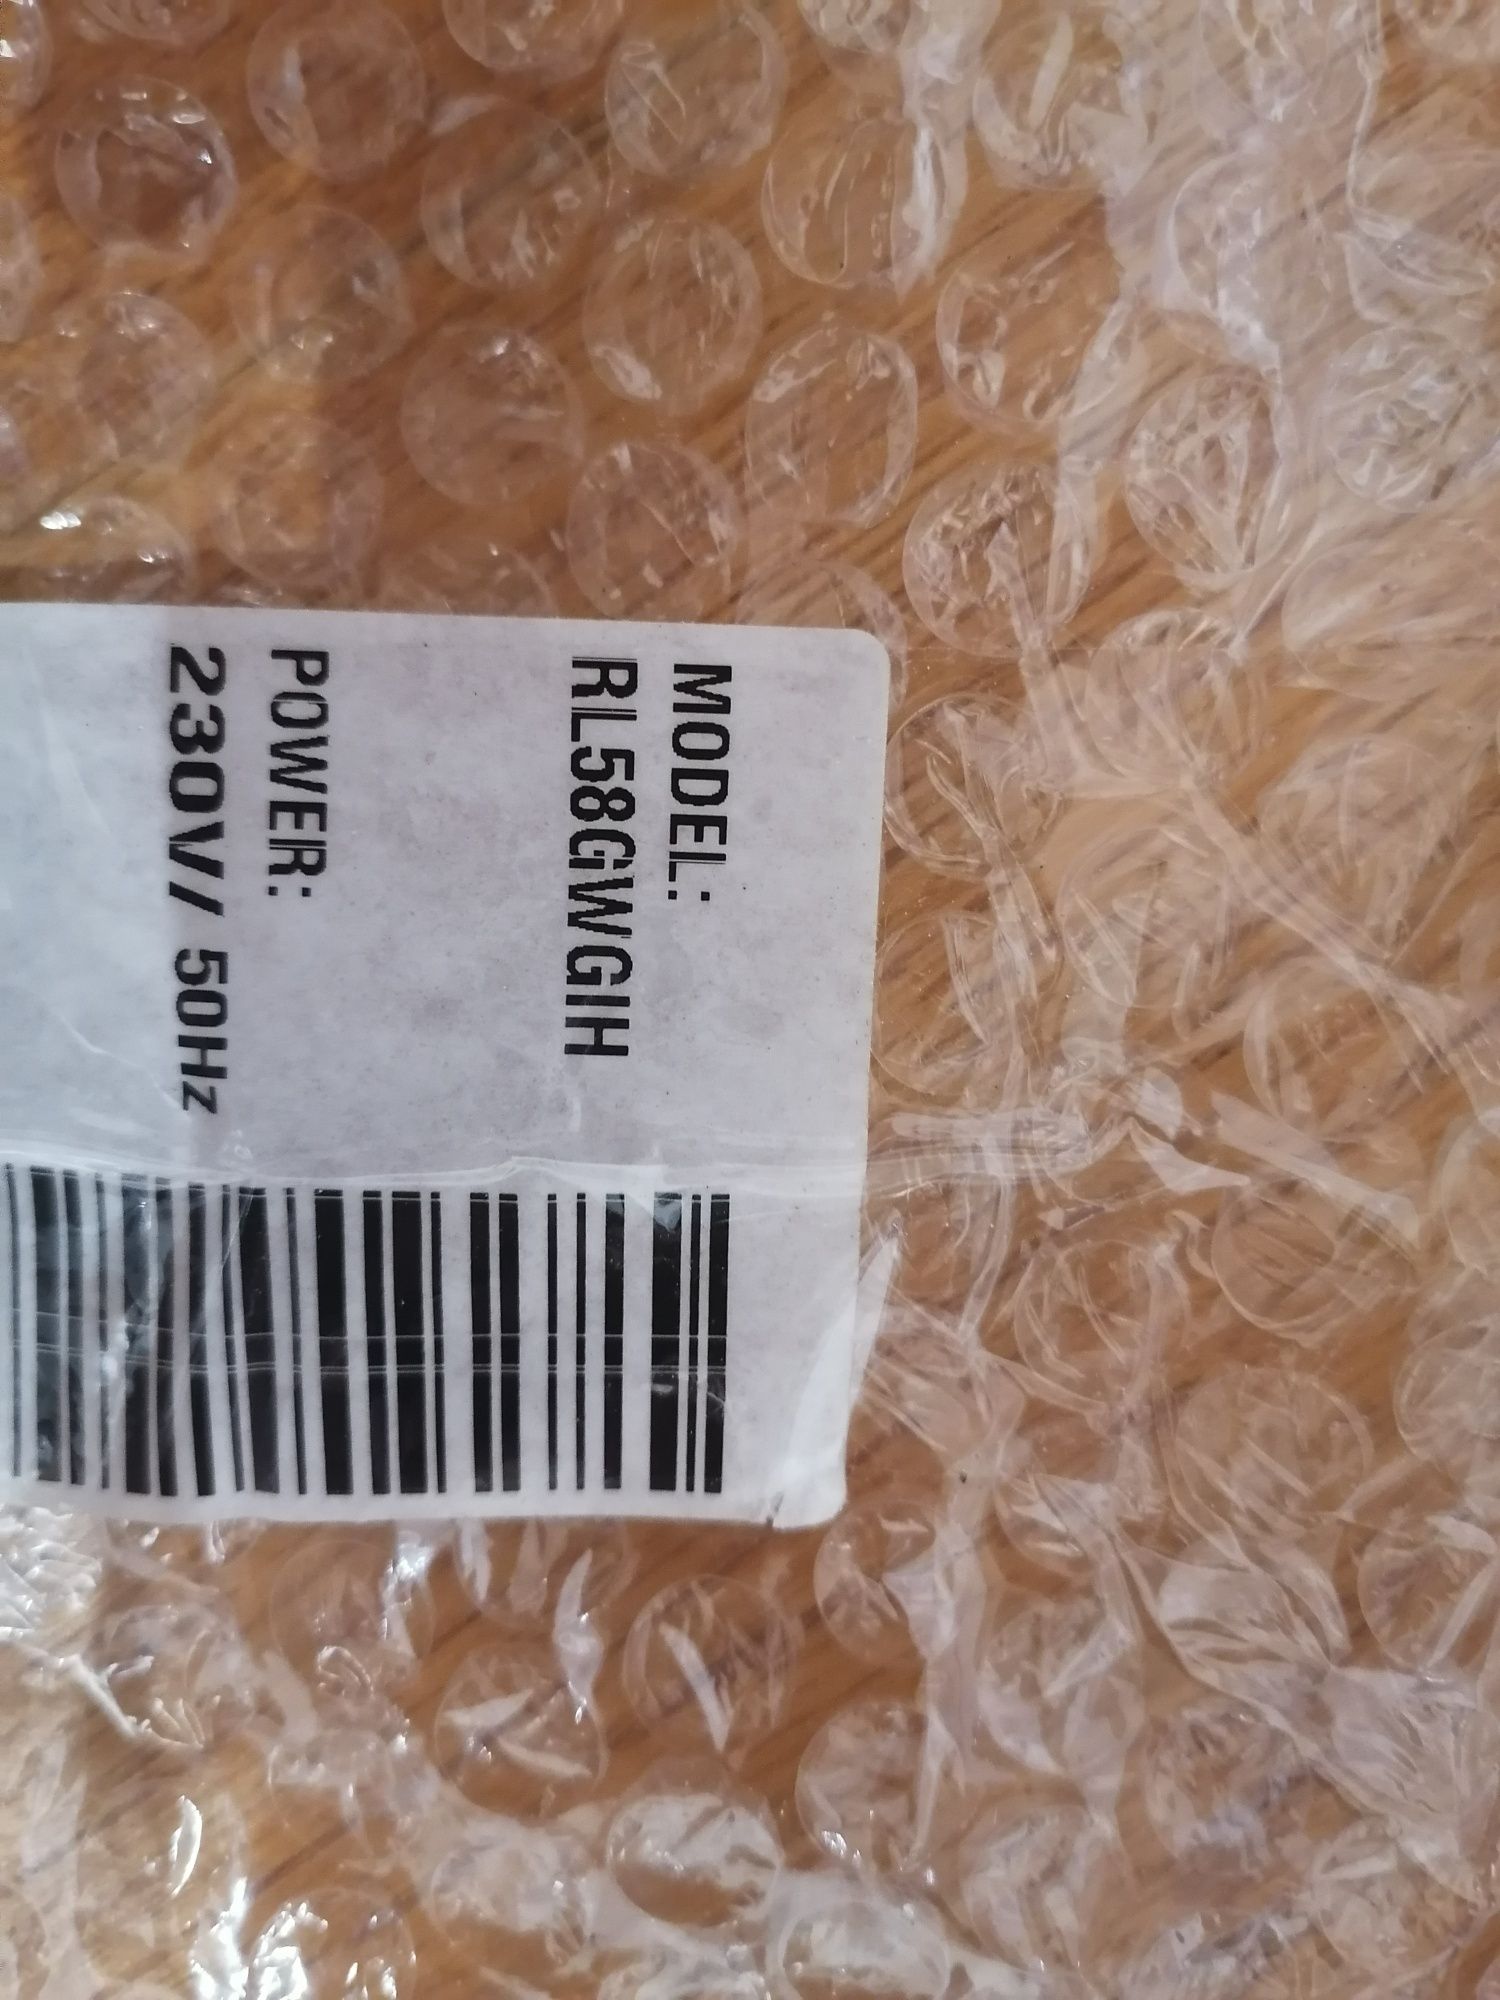 MODEL:
RL58GWGIH
POWER:
230V/ 50Hz